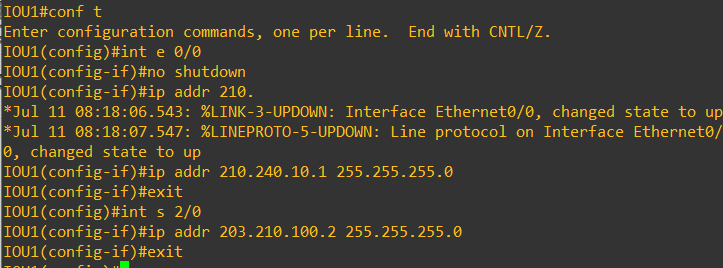 IOU1#conf t
Enter configuration commands, one per line.  End with CNTL/Z.
IOU1(config)#int e 0/0
IOU1(config-if)#no shutdown
IOU1(config-if)#ip addr 210.
*Jul 11 08:18:06.543: %LINK-3-UPDOWN: Interface Ethernet0/0, changed state to up
*Jul 11 08:18:07.547: %LINEPROTO-5-UPDOWN: Line protocol on Interface Ethernet0/
0, changed state to up
IOU1(config-if)#ip addr 210.240.10.1 255.255.255.0
IOU1(config-if)#exit
IOU1(config)#int s 2/0
IOU1(config-if)#ip addr 203.210.100.2 255.255.255.0
IOU1(config-if)#exit
IOU1(config)#